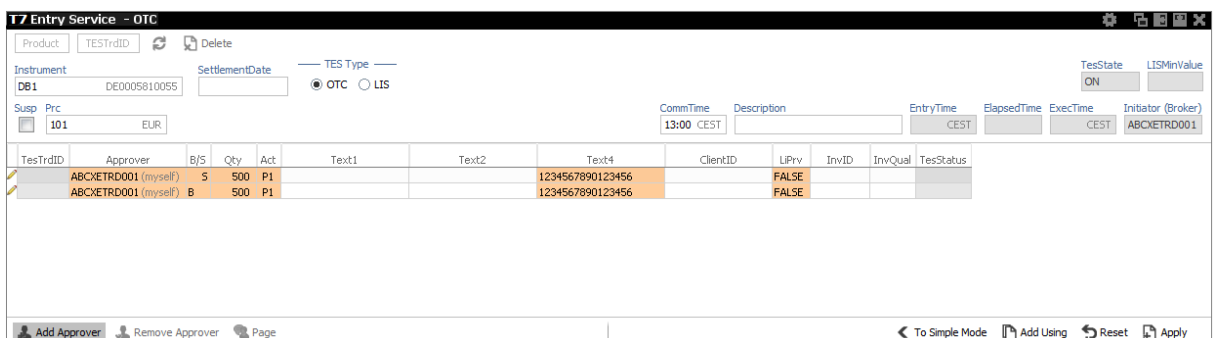 T7 Entry Service - OTC
Product TESTrdID Delete
Instrument SettlementDate TES Type TesState LISMinValue
DB1 DE0005810055 OTC LIS ON
Susp Prc CommTime Description EntryTime ElapsedTime ExecTime Initiator (Broker)
101 EUR 13:00 CEST CEST CEST ABCXETRD001
TesTrdID Approver B/S Qty Act Text1 Text2 Text4 ClientID LiPrv InvID InvQual TesStatus
ABCXETRD001 (myself) S 500 P1 1234567890123456 FALSE
ABCXETRD001 (myself) B 500 P1 1234567890123456 FALSE
Add Approver Remove Approver Page To Simple Mode Add Using Reset Apply